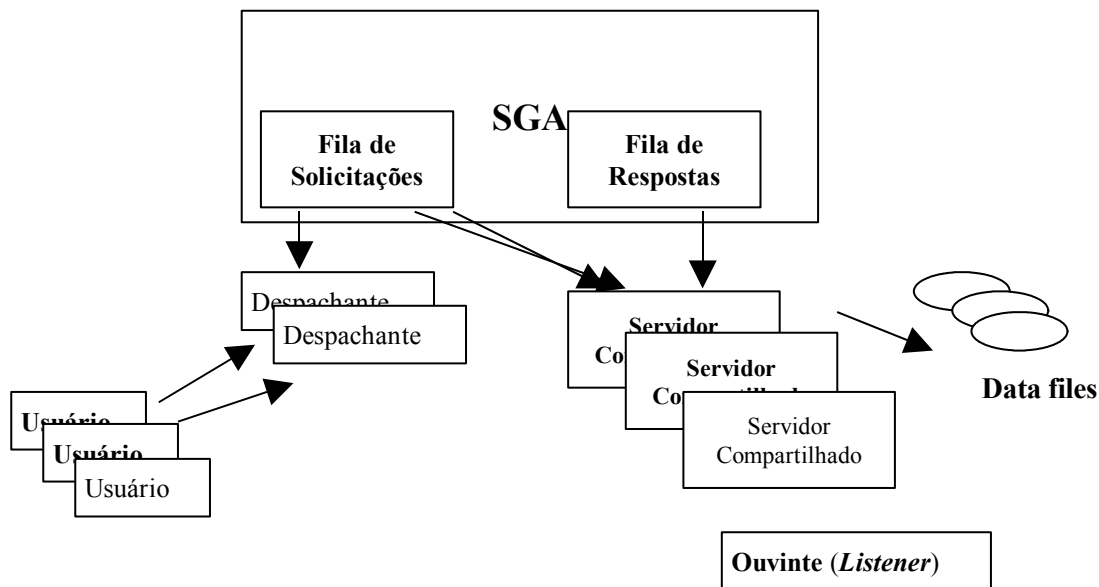 SGA
Fila de
Solicitações
Fila de
Respostas
Despachante
Despachante
Servidor
Servidor
Servidor
Compartilhado
Data files
Usuário
Usuário
Usuário
Ouvinte (Listener)